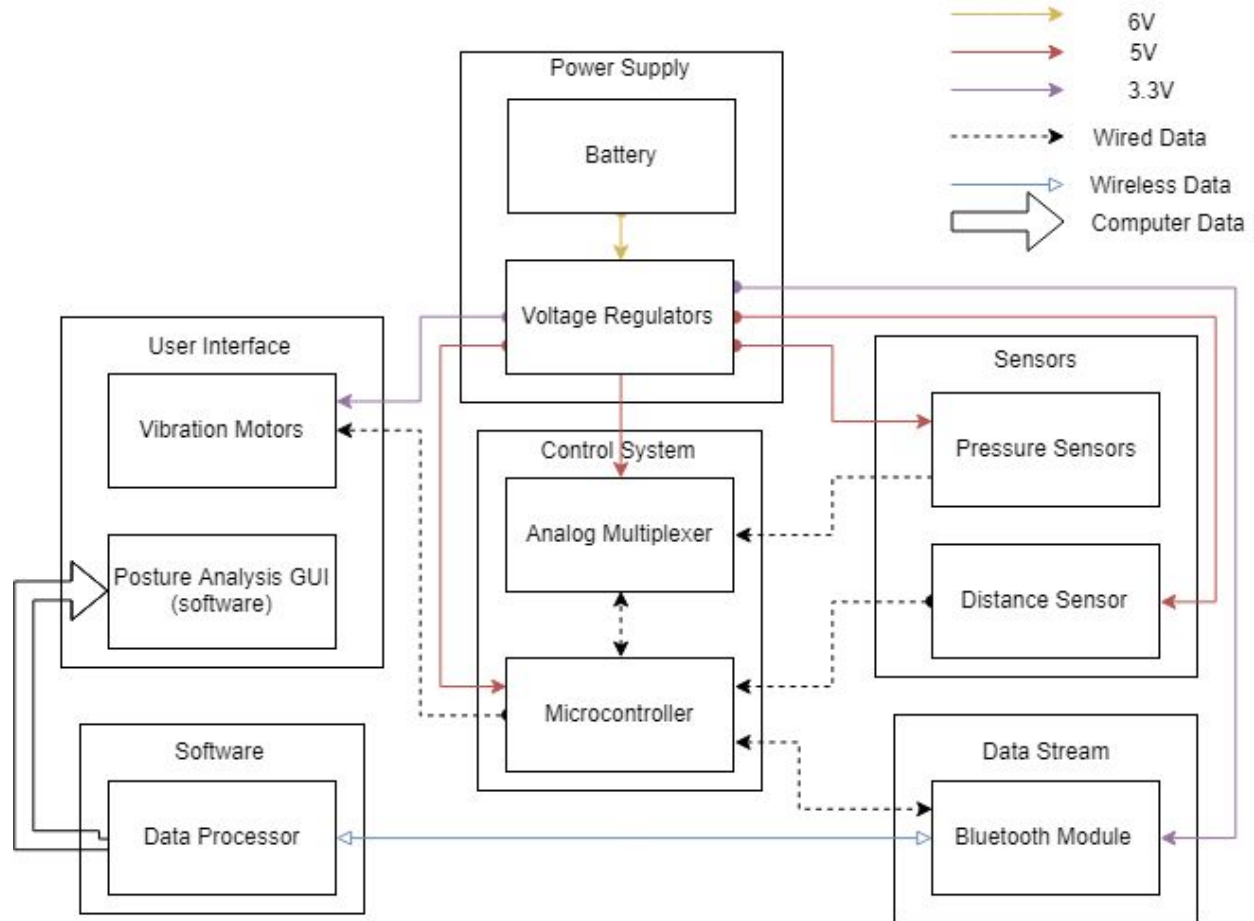 6V
5V
3.3V
Wired Data
Wireless Data
Computer Data
Power Supply
Battery
Voltage Regulators
User Interface
Vibration Motors
Posture Analysis GUI
(software)
Control System
Analog Multiplexer
Microcontroller
Sensors
Pressure Sensors
Distance Sensor
Software
Data Processor
Data Stream
Bluetooth Module